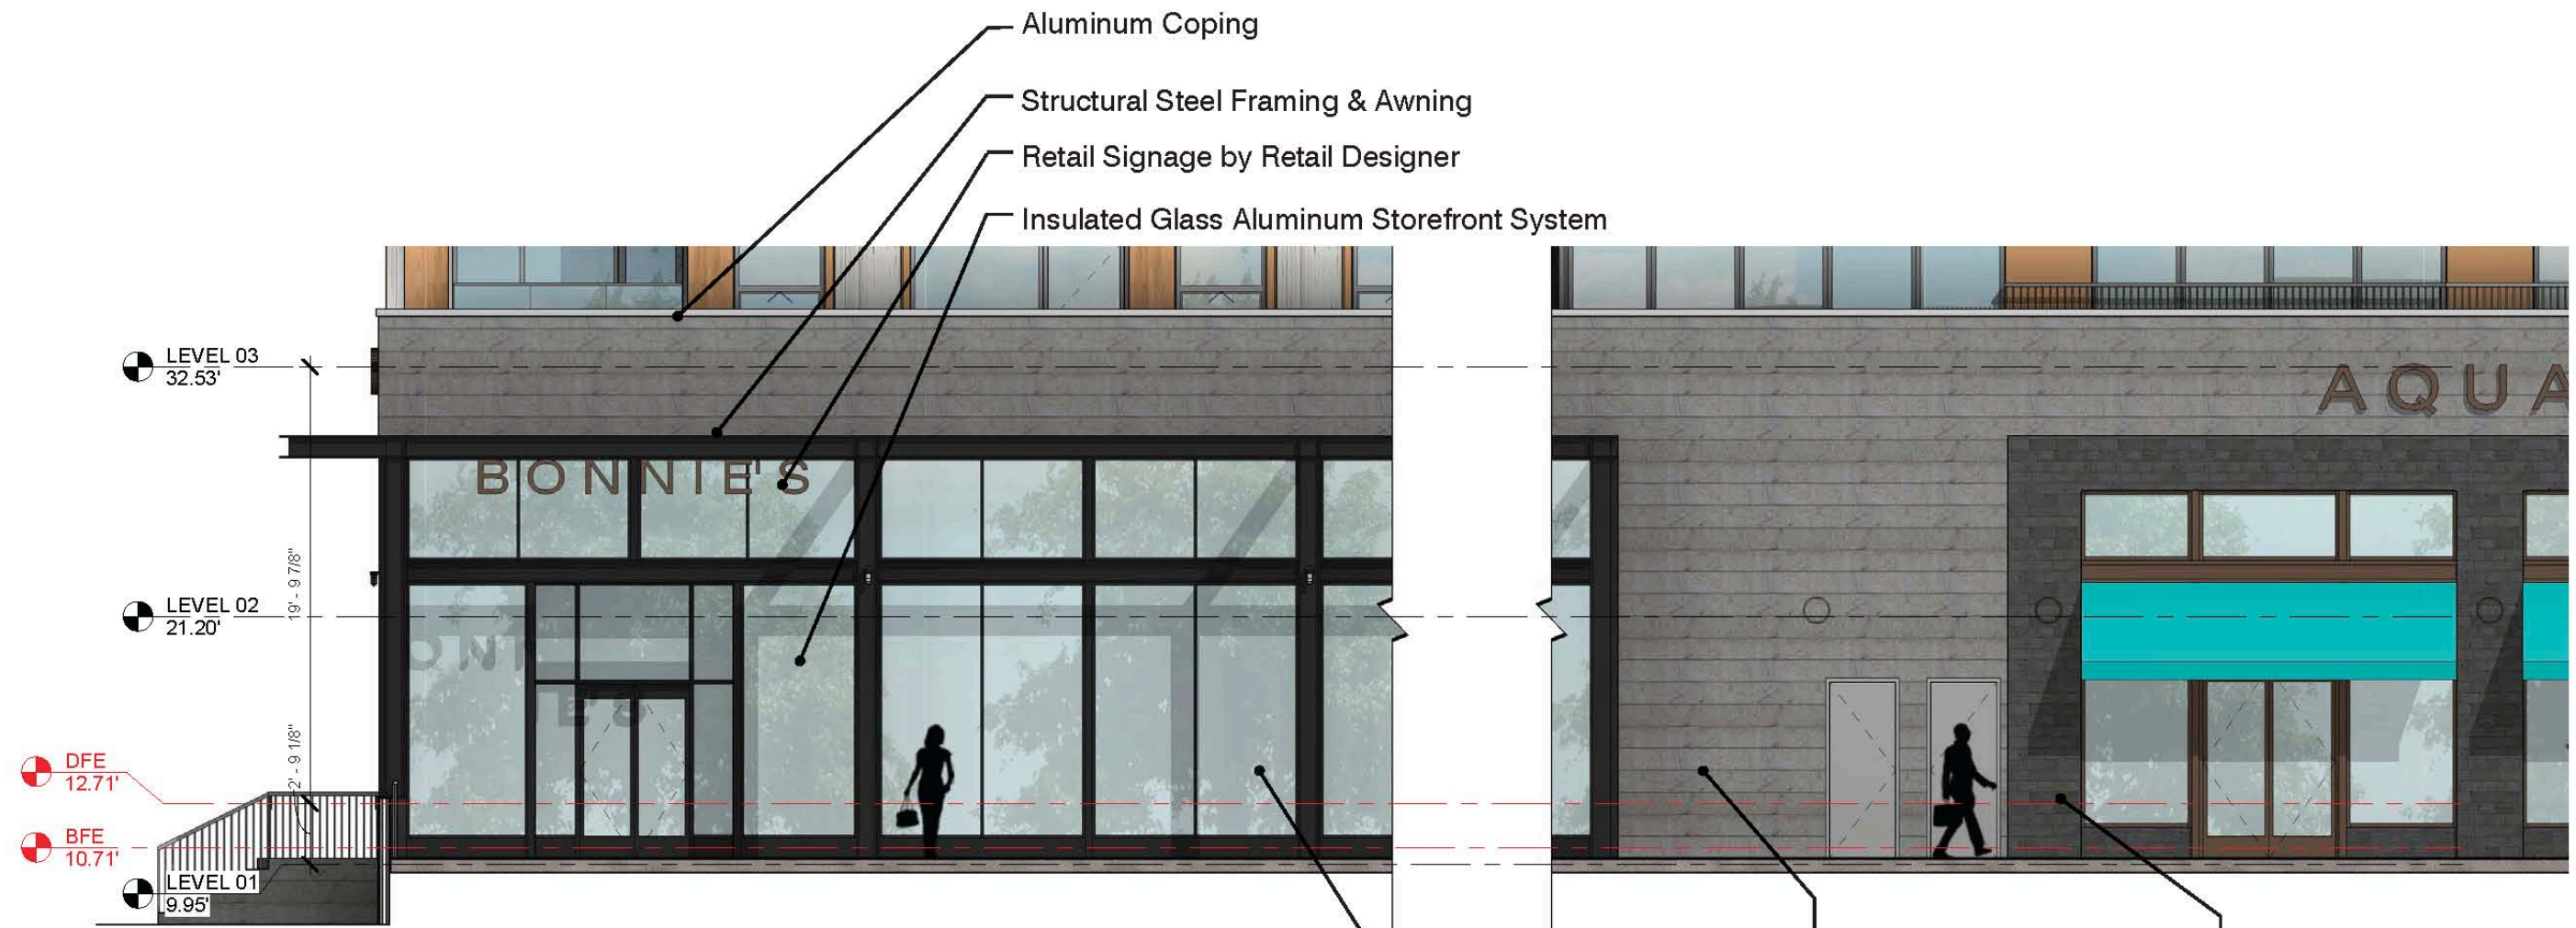 Aluminum Coping
Structural Steel Framing & Awning
Retail Signage by Retail Designer
Insulated Glass Aluminum Storefront System
LEVEL 03
32.53'
AQUA
BONNIE'S
19' - 9 7/8"
LEVEL 02
21.20'
ONN
E'S
2' - 9 1/8"
DFE
12.71'
BFE
10.71'
LEVEL 01
9.95'